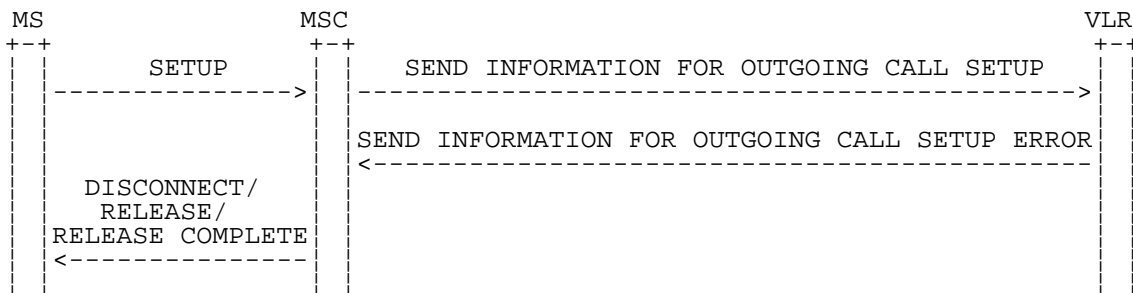 MS MSC VLR
SETUP SEND INFORMATION FOR OUTGOING CALL SETUP
SEND INFORMATION FOR OUTGOING CALL SETUP ERROR
DISCONNECT/
RELEASE/
RELEASE COMPLETE